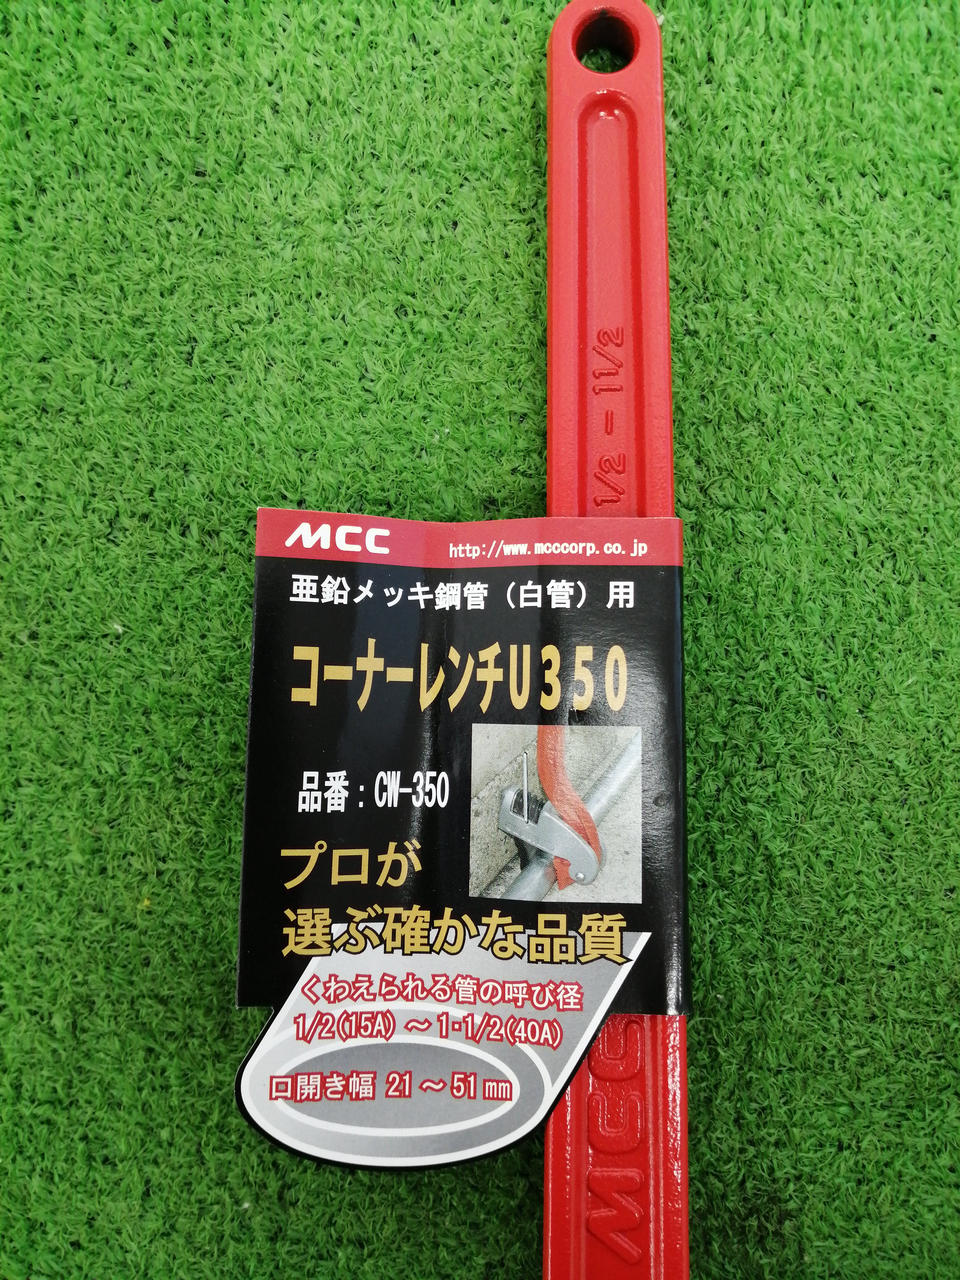 1/2 - 1 1/2
MCC
http://www.mcccorp.co.jp
亜鉛メッキ鋼管（白管）用
コーナーレンチU350
品番：CW-350
プロが
選ぶ確かな品質
くわえられる管の呼び径
1/2(15A) ～ 1・1/2(40A)
口開き幅 21 ～ 51mm
MCC